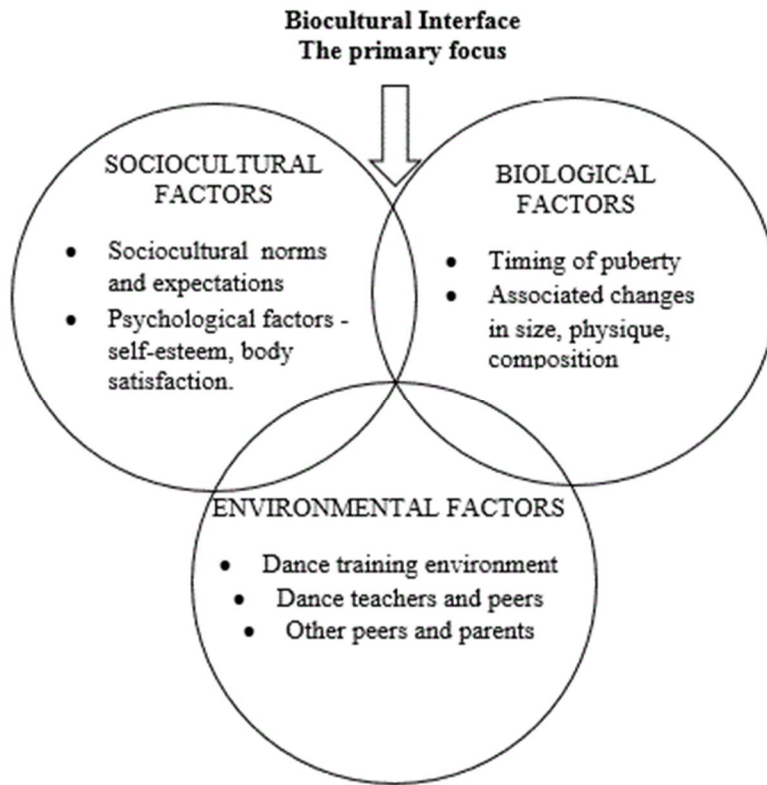 Biocultural Interface
The primary focus
SOCIOCULTURAL
FACTORS
• Sociocultural norms
and expectations
• Psychological factors -
self-esteem, body
satisfaction.
BIOLOGICAL
FACTORS
• Timing of puberty
• Associated changes
in size, physique,
composition
ENVIRONMENTAL FACTORS
• Dance training environment
• Dance teachers and peers
• Other peers and parents